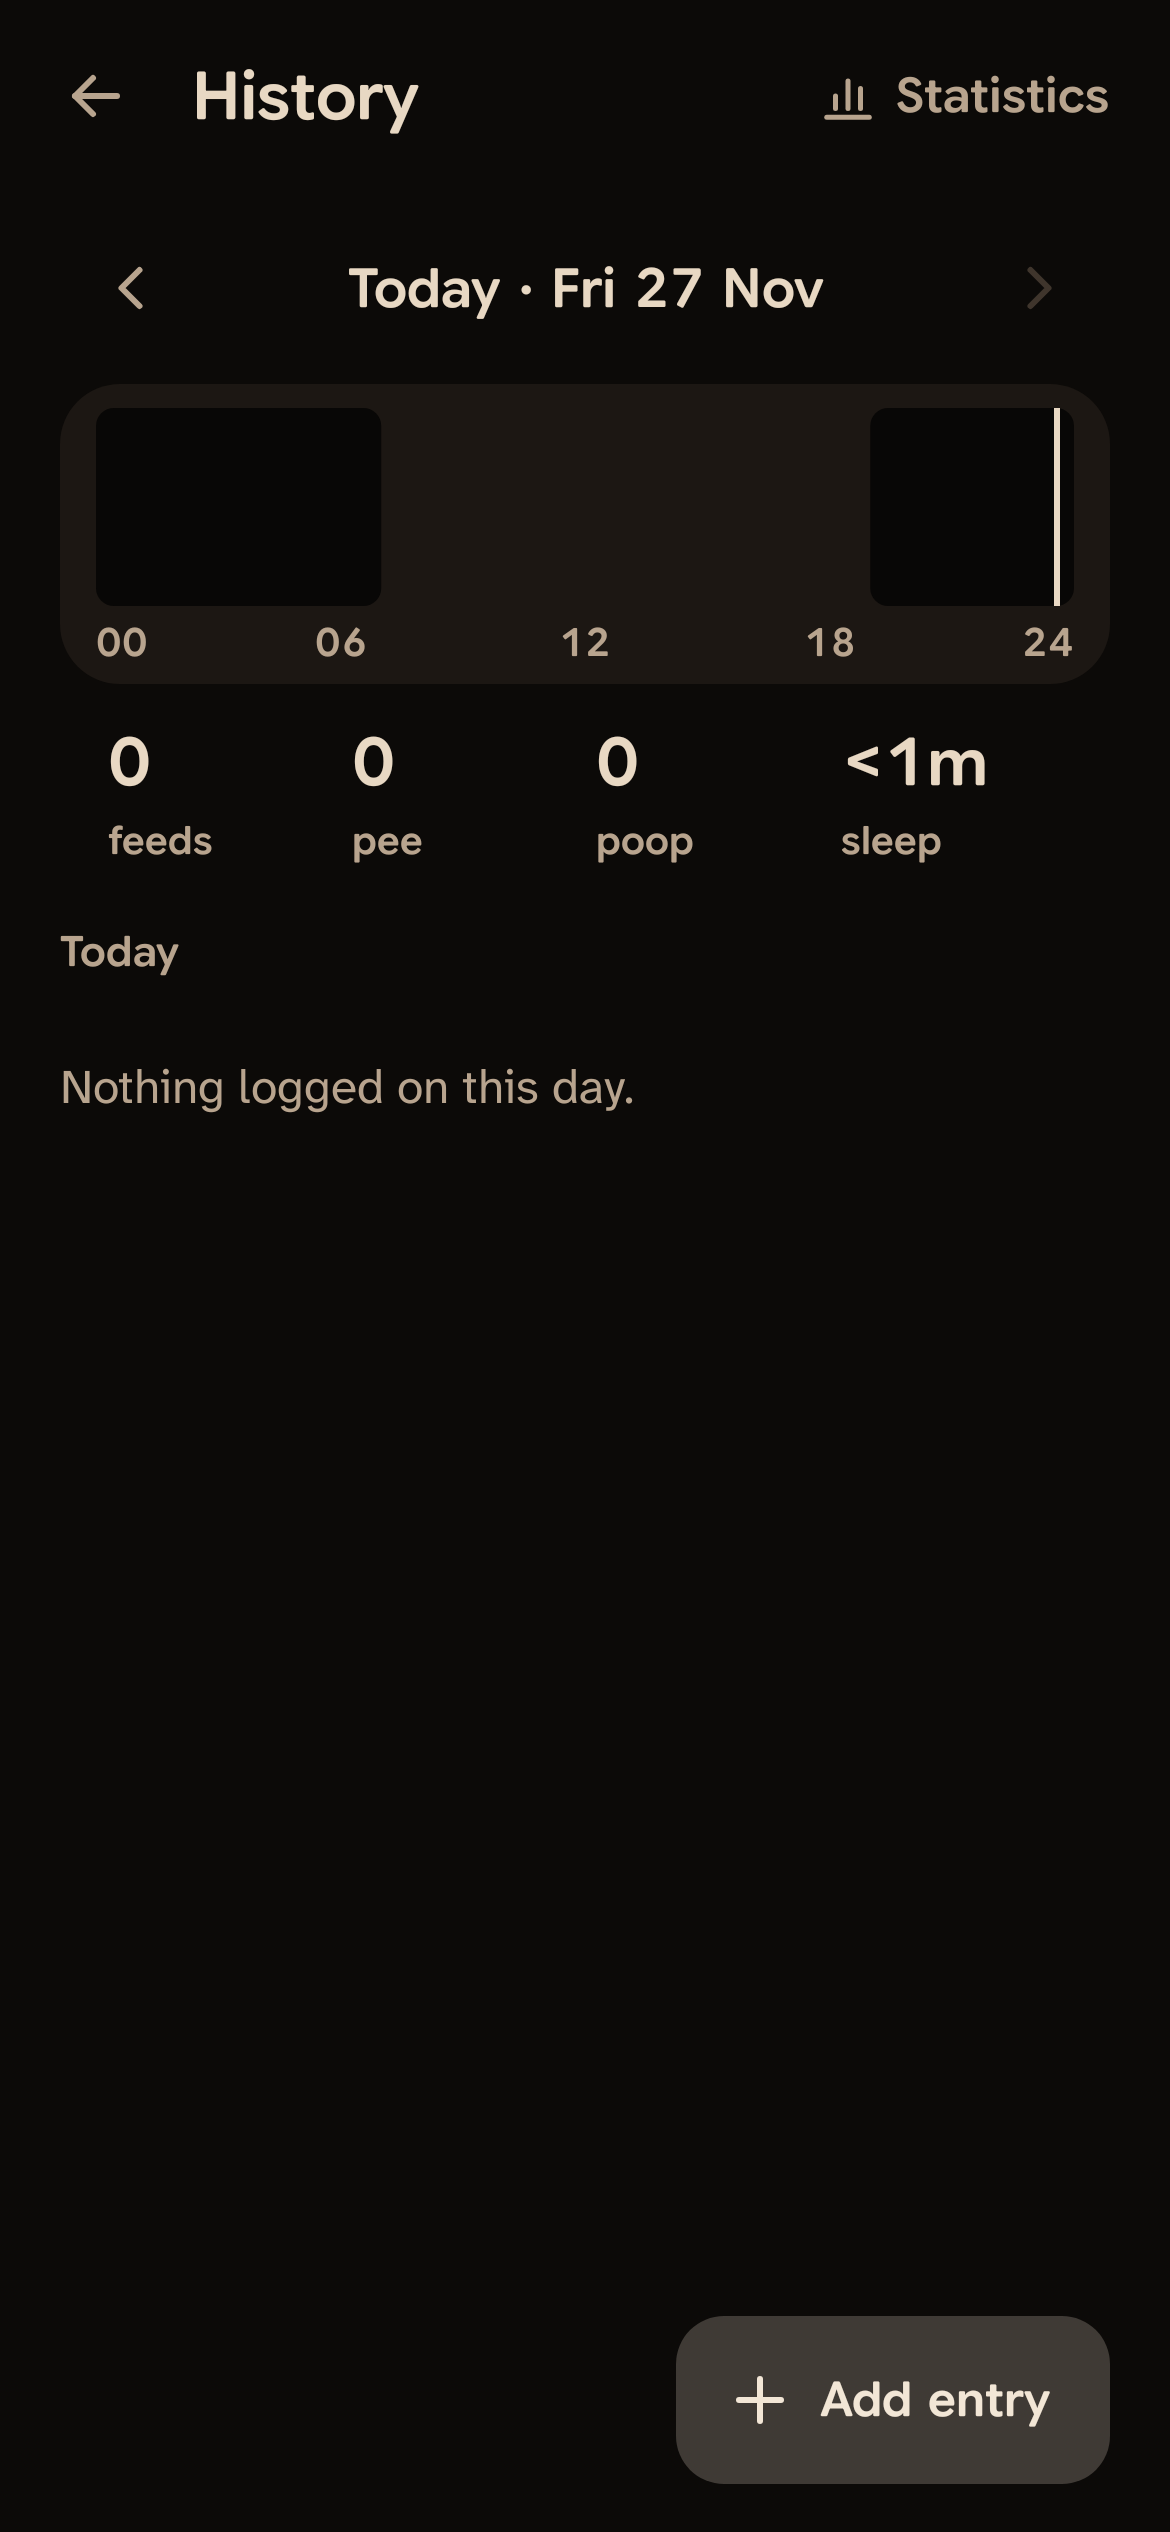 History
Statistics
Today · Fri 27 Nov
00 06 12 18 24
0 0 0 <1m
feeds pee poop sleep
Today
Nothing logged on this day.
Add entry